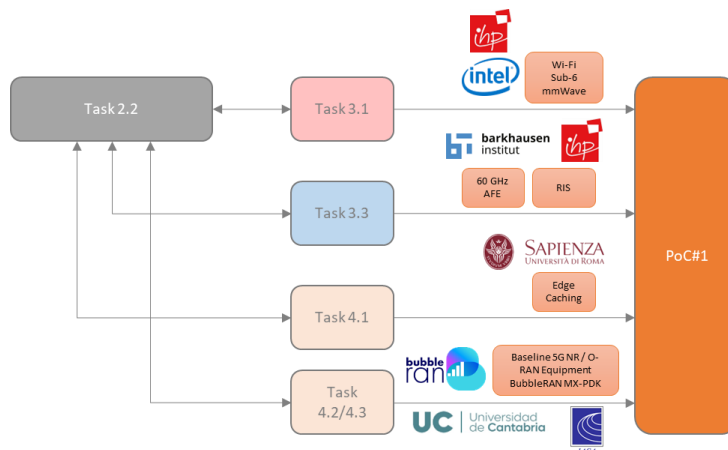 ihp
intel
Wi-Fi
Sub-6
mmWave
Task 2.2
Task 3.1
barkhausen
institut
ihp
60 GHz
AFE
RIS
Task 3.3
SAPIENZA
UNIVERSITÀ DI ROMA
PoC#1
Edge
Caching
Task 4.1
bubble
ran
Baseline 5G NR / O-
RAN Equipment
BubbleRAN MX-PDK
Task
4.2/4.3
UC
Universidad
de Cantabria